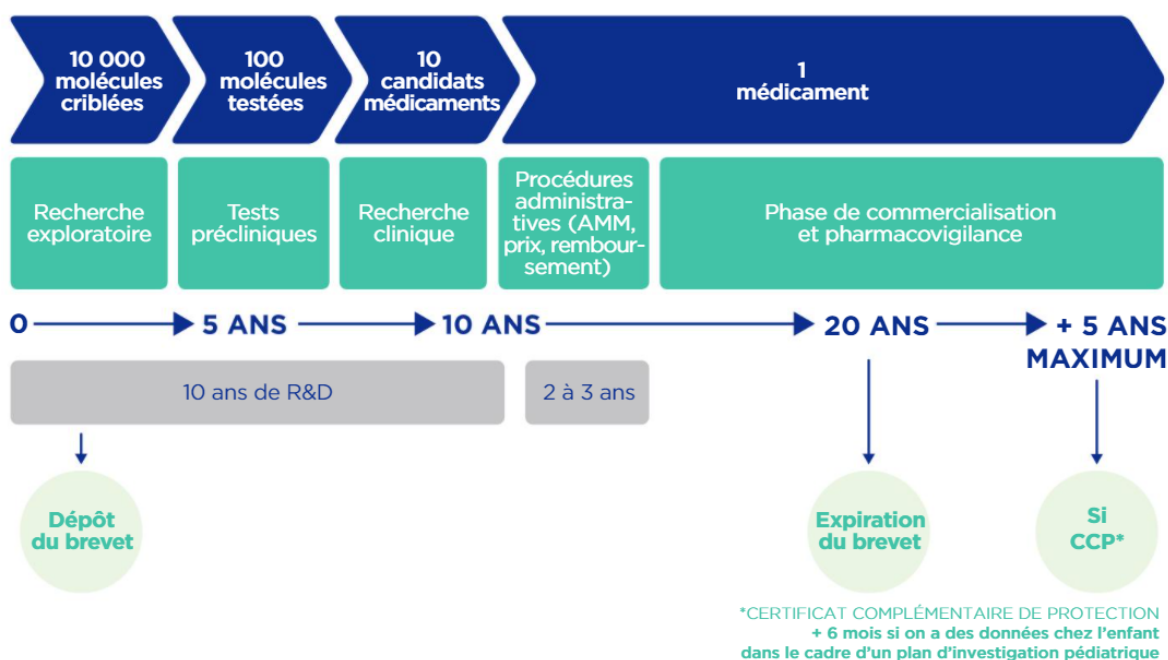 10 000
molécules
criblées
100
molécules
testées
10
candidats
médicaments
1
médicament
Recherche
exploratoire
Tests
précliniques
Recherche
clinique
Procédures
administra-
tives (AMM,
prix, rembour-
sement)
Phase de commercialisation
et pharmacovigilance
0
5 ANS
10 ANS
20 ANS
+ 5 ANS
MAXIMUM
10 ans de R&D
2 à 3 ans
Dépôt
du brevet
Expiration
du brevet
Si
CCP*
*CERTIFICAT COMPLÉMENTAIRE DE PROTECTION
+ 6 mois si on a des données chez l'enfant
dans le cadre d'un plan d'investigation pédiatrique